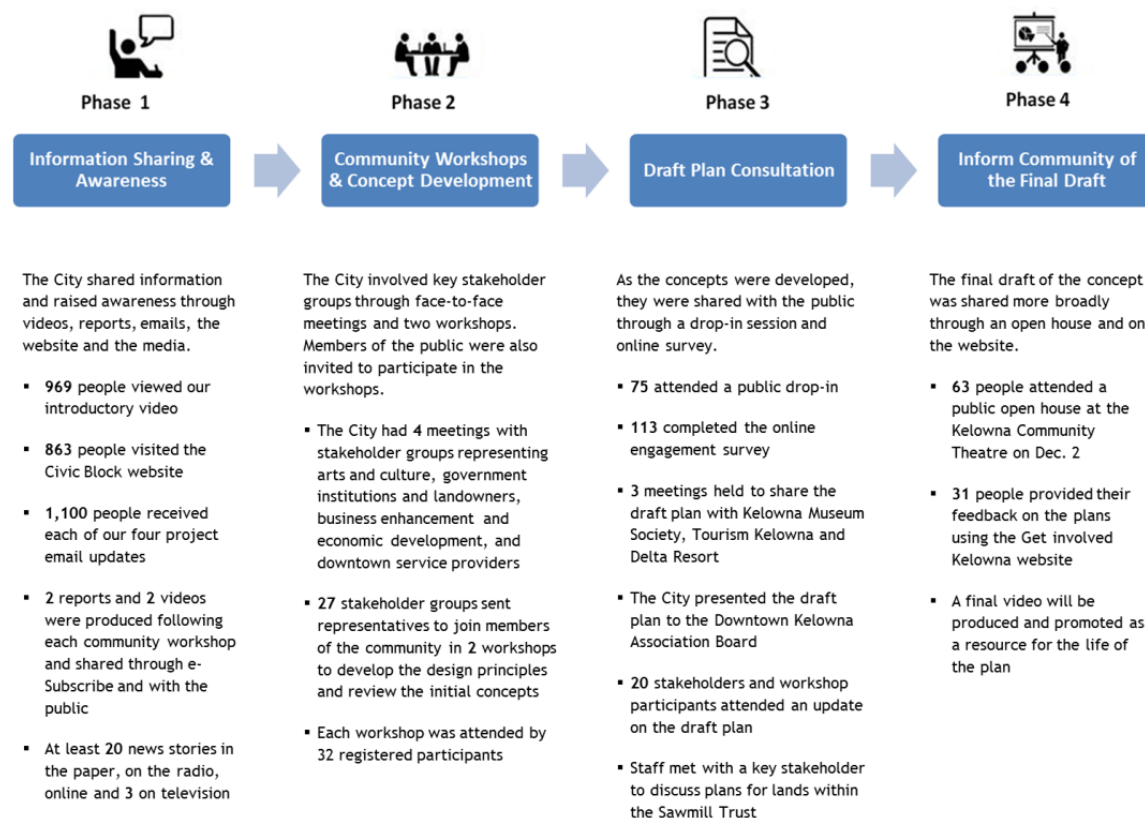 Phase 1
Information Sharing &
Awareness
The City shared information
and raised awareness through
videos, reports, emails, the
website and the media.
▪ 969 people viewed our
introductory video
▪ 863 people visited the
Civic Block website
▪ 1,100 people received
each of our four project
email updates
▪ 2 reports and 2 videos
were produced following
each community workshop
and shared through e-
Subscribe and with the
public
▪ At least 20 news stories in
the paper, on the radio,
online and 3 on television
Phase 2
Community Workshops
& Concept Development
The City involved key stakeholder
groups through face-to-face
meetings and two workshops.
Members of the public were also
invited to participate in the
workshops.
▪ The City had 4 meetings with
stakeholder groups representing
arts and culture, government
institutions and landowners,
business enhancement and
economic development, and
downtown service providers
▪ 27 stakeholder groups sent
representatives to join members
of the community in 2 workshops
to develop the design principles
and review the initial concepts
▪ Each workshop was attended by
32 registered participants
Phase 3
Draft Plan Consultation
As the concepts were developed,
they were shared with the public
through a drop-in session and
online survey.
▪ 75 attended a public drop-in
▪ 113 completed the online
engagement survey
▪ 3 meetings held to share the
draft plan with Kelowna Museum
Society, Tourism Kelowna and
Delta Resort
▪ The City presented the draft
plan to the Downtown Kelowna
Association Board
▪ 20 stakeholders and workshop
participants attended an update
on the draft plan
▪ Staff met with a key stakeholder
to discuss plans for lands within
the Sawmill Trust
Phase 4
Inform Community of
the Final Draft
The final draft of the concept
was shared more broadly
through an open house and on
the website.
▪ 63 people attended a
public open house at the
Kelowna Community
Theatre on Dec. 2
▪ 31 people provided their
feedback on the plans
using the Get involved
Kelowna website
▪ A final video will be
produced and promoted as
a resource for the life of
the plan